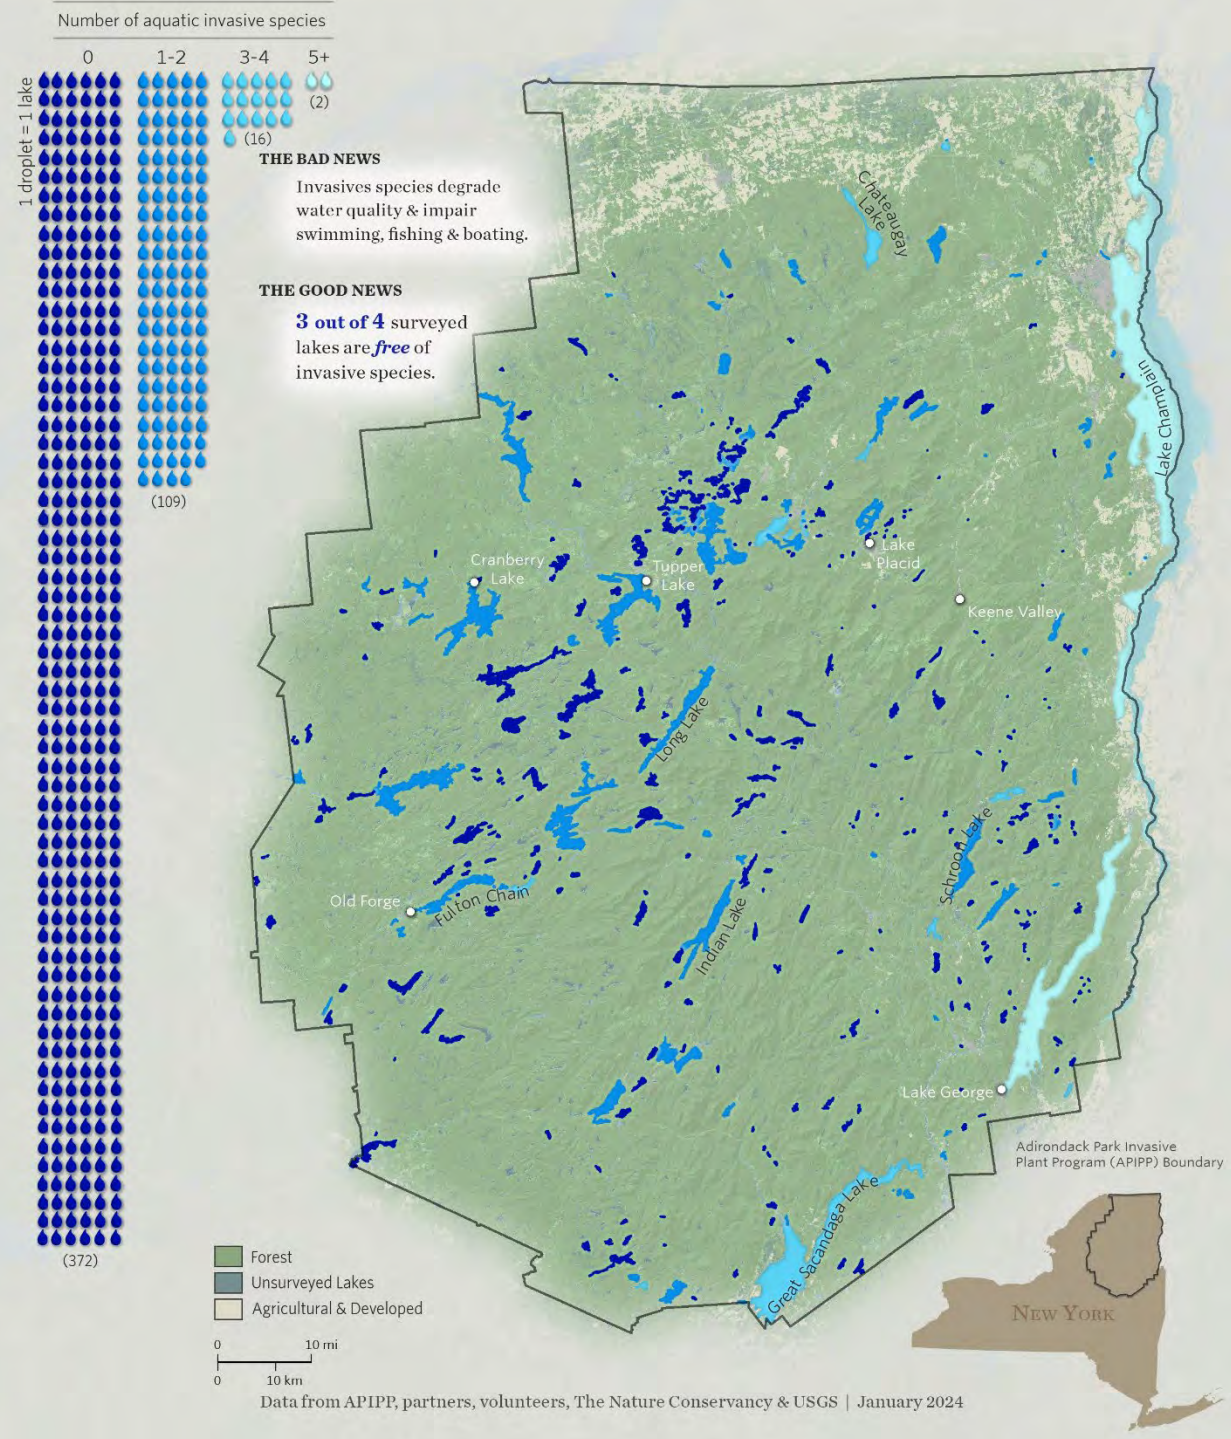 Number of aquatic invasive species
0
1-2
3-4
5+
1 droplet = 1 lake
(2)
(16)
(109)
(372)
THE BAD NEWS
Invasives species degrade
water quality & impair
swimming, fishing & boating.
THE GOOD NEWS
3 out of 4 surveyed
lakes are free of
invasive species.
Chateaugay
Lake
Lake Champlain
Lake
Placid
Cranberry
Lake
Tupper
Lake
Keene Valley
Long Lake
Schroon Lake
Old Forge
Fulton Chain
Indian Lake
Lake George
Great Sacandaga Lake
Adirondack Park Invasive
Plant Program (APIPP) Boundary
NEW YORK
Forest
Unsurveyed Lakes
Agricultural & Developed
0 10 mi
0 10 km
Data from APIPP, partners, volunteers, The Nature Conservancy & USGS | January 2024